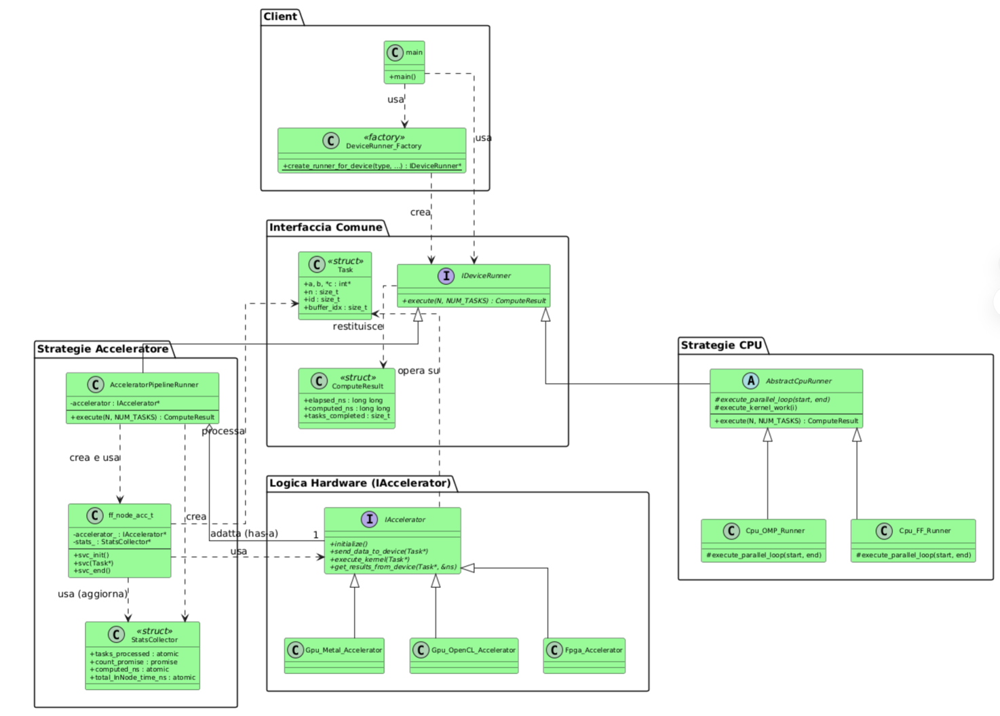 Client
C main
+main()
usa
usa
C «factory»
DeviceRunner_Factory
+create_runner_for_device(type, ...) : IDeviceRunner*
crea
Interfaccia Comune
C «struct»
Task
+a, b, *c : int*
+n : size_t
+id : size_t
+buffer_idx : size_t
I IDeviceRunner
+execute(N, NUM_TASKS) : ComputeResult
restituisce
opera su
C «struct»
ComputeResult
+elapsed_ns : long long
+computed_ns : long long
+tasks_completed : size_t
Strategie Acceleratore
C AcceleratorPipelineRunner
-accelerator : IAccelerator*
+execute(N, NUM_TASKS) : ComputeResult
processa
crea e usa
crea
C ff_node_acc_t
-accelerator_ : IAccelerator*
-stats_ : StatsCollector*
+svc_init()
+svc(Task*)
+svc_end()
adatta (has-a)
1
usa
usa (aggiorna)
C «struct»
StatsCollector
+tasks_processed : atomic
+count_promise : promise
+computed_ns : atomic
+total_InNode_time_ns : atomic
Logica Hardware (IAccelerator)
I IAccelerator
+initialize()
+send_data_to_device(Task*)
+execute_kernel(Task*)
+get_results_from_device(Task*, &ns)
C Gpu_Metal_Accelerator
C Gpu_OpenCL_Accelerator
C Fpga_Accelerator
Strategie CPU
A AbstractCpuRunner
#execute_parallel_loop(start, end)
#execute_kernel_work(i)
+execute(N, NUM_TASKS) : ComputeResult
C Cpu_OMP_Runner
#execute_parallel_loop(start, end)
C Cpu_FF_Runner
#execute_parallel_loop(start, end)